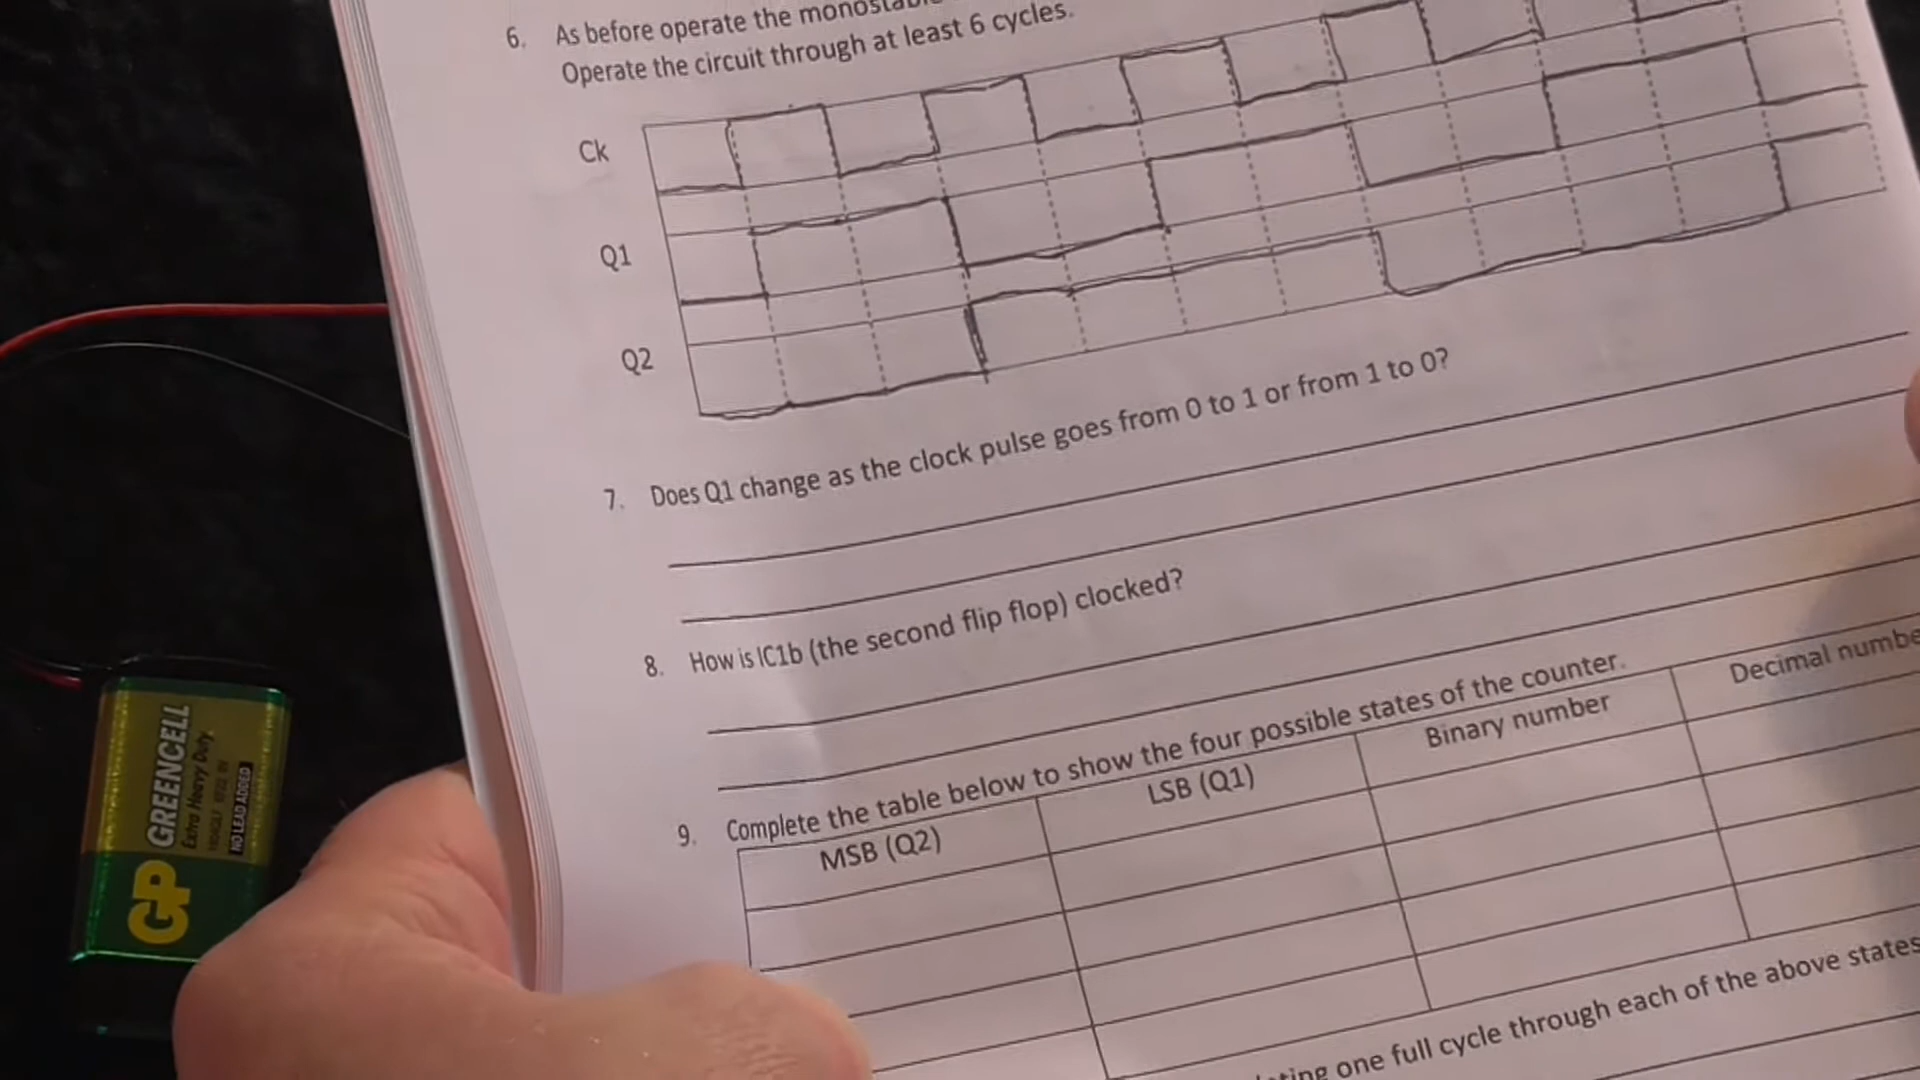 6. As before operate the
Operate the circuit through at least 6 cycles.
Ck
Q1
Q2
7. Does Q1 change as the clock pulse goes from 0 to 1 or from 1 to 0?
8. How is IC1b (the second flip flop) clocked?
9. Complete the table below to show the four possible states of the counter.
MSB (Q2) LSB (Q1) Binary number Decimal
one full cycle through each of the above states
GP GREENCELL
Extra Heavy Duty
NO LEAD ADDED